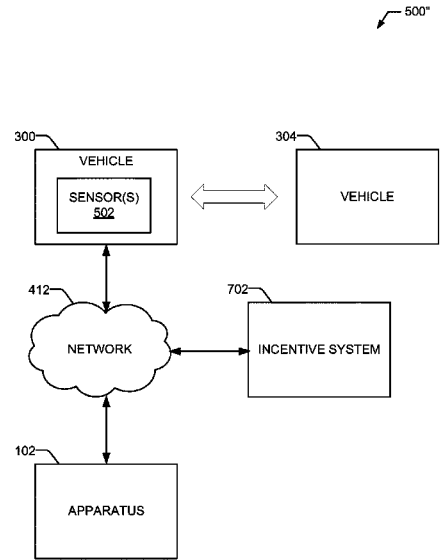 500"
300
VEHICLE
SENSOR(S)
502
304
VEHICLE
412
NETWORK
702
INCENTIVE SYSTEM
102
APPARATUS